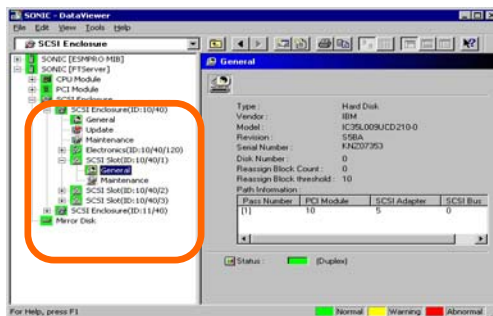 SONIC - DataViewer
File Edit View Tools Help
SCSI Enclosure
SONIC [ESMPRO MIB]
SONIC [FTServer]
CPU Module
PCI Module
SCSI Enclosure
SCSI Enclosure(ID:10/40)
General
Update
Maintenance
Electronics(ID:10/40/120)
SCSI Slot(ID:10/40/1)
General
Maintenance
SCSI Slot(ID:10/40/2)
SCSI Slot(ID:10/40/3)
SCSI Enclosure(ID:11/40)
Mirror Disk
General
Type : Hard Disk
Vendor : IBM
Model : IC35L009UCD210-0
Revision : S5BA
Serial Number : KNZ07353
Disk Number : 0
Reassign Block Count : 0
Reassign Block threshold : 10
Path Information :
Pass Number PCI Module SCSI Adapter SCSI Bus
[1] 10 5 0
Status : (Duplex)
For Help, press F1
Normal Warning Abnormal